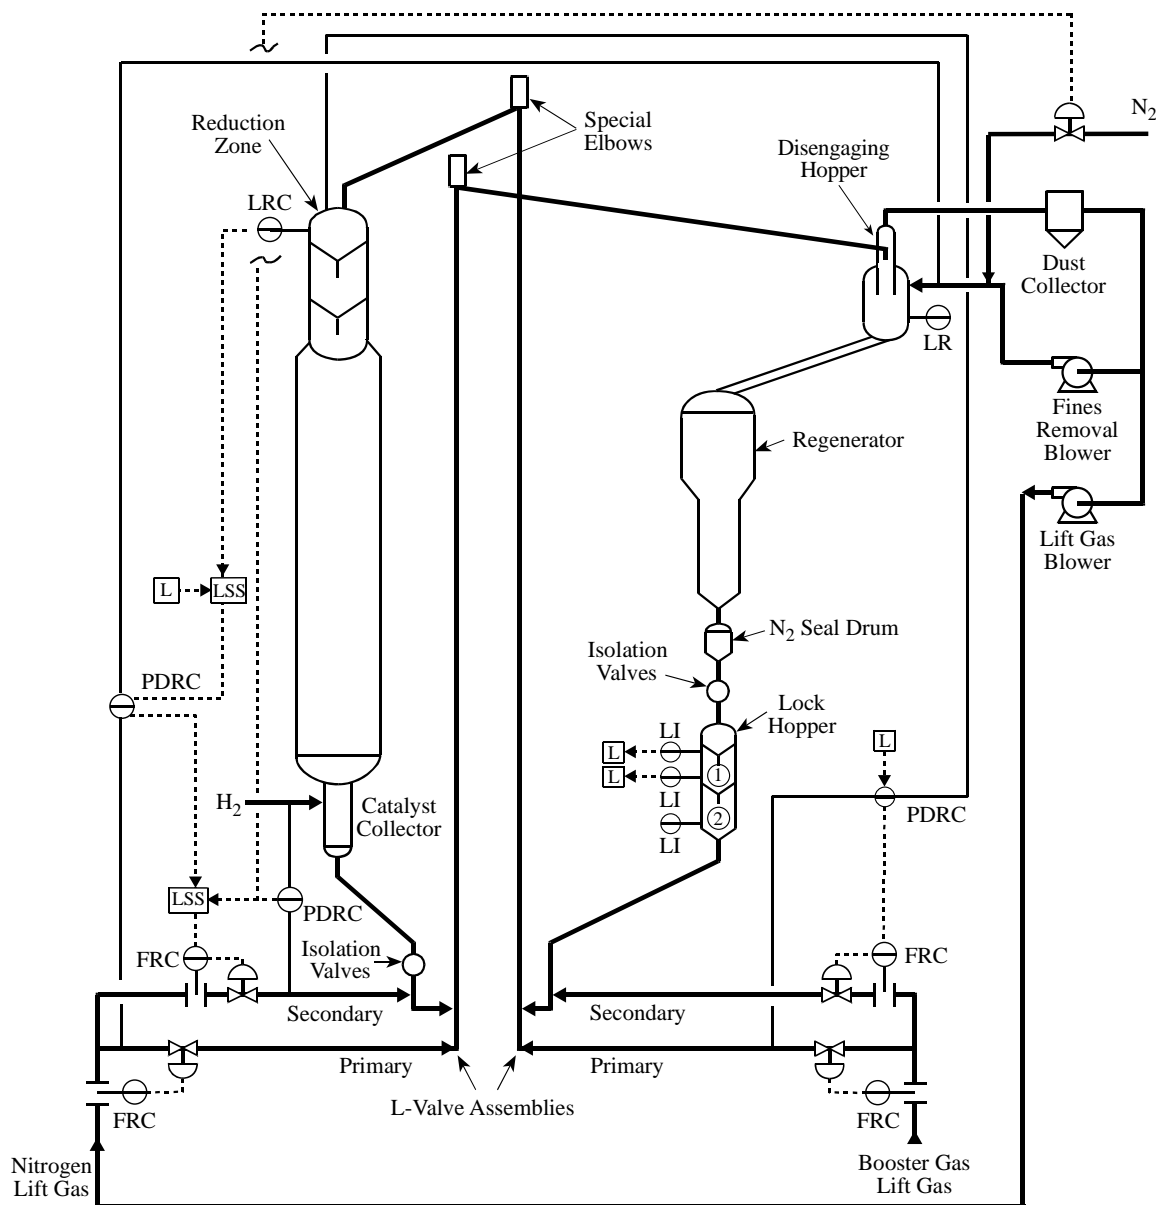 N2
Reduction
Zone
Special
Elbows
Disengaging
Hopper
LRC
Dust
Collector
LR
Fines
Removal
Blower
Regenerator
Lift Gas
Blower
L
LSS
N2 Seal Drum
Isolation
Valves
PDRC
Lock
Hopper
LI
L
L
1
LI
2
LI
L
PDRC
H2
Catalyst
Collector
LSS
PDRC
Isolation
Valves
FRC
FRC
Secondary
Secondary
Primary
Primary
L-Valve Assemblies
FRC
FRC
Nitrogen
Lift Gas
Booster Gas
Lift Gas